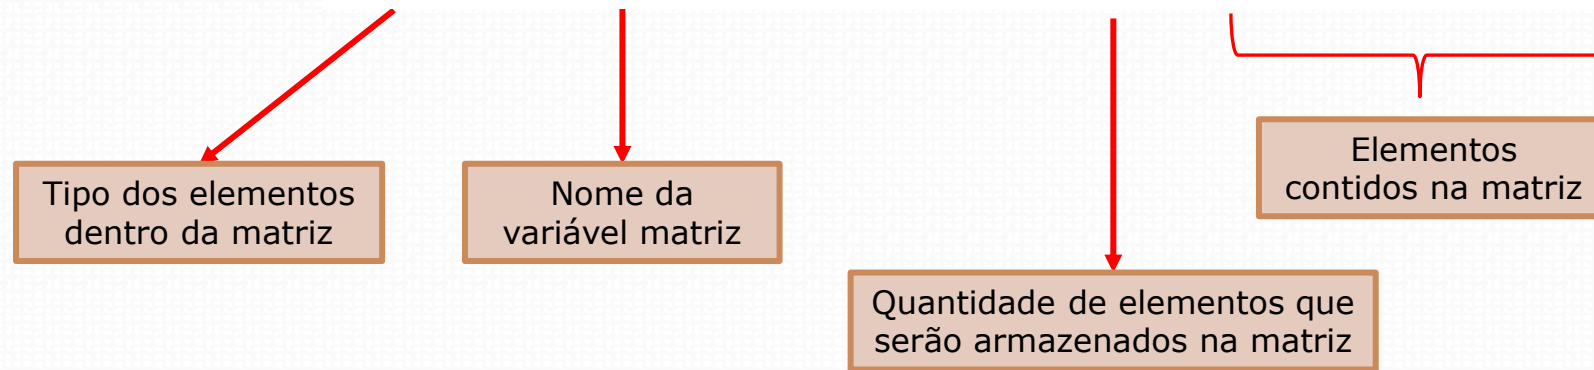 Tipo dos elementos
dentro da matriz
Nome da
variável matriz
Quantidade de elementos que
serão armazenados na matriz
Elementos
contidos na matriz